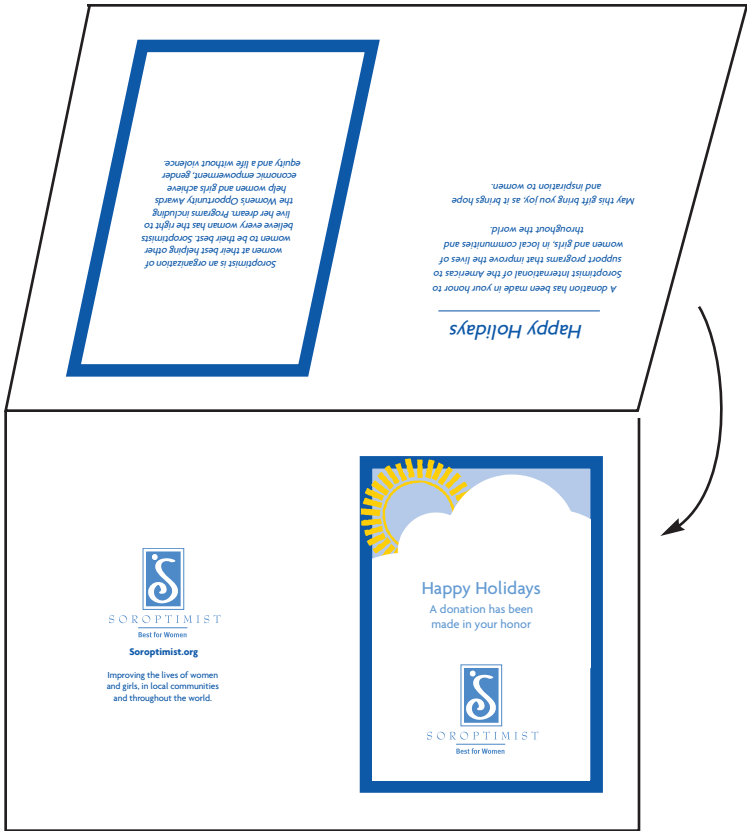 Soroptimist is an organization of
women at their best helping other
women to be their best. Soroptimists
believe every woman has the right to
live her dream. Programs including
the Women's Opportunity Awards
help women and girls achieve
economic empowerment, gender
equity and a life without violence.
Happy Holidays
A donation has been made in your honor to
Soroptimist International of the Americas to
support programs that improve the lives of
women and girls, in local communities and
throughout the world.
May this gift bring you joy, as it brings hope
and inspiration to women.
S
SOROPTIMIST
Best for Women
Soroptimist.org
Improving the lives of women
and girls, in local communities
and throughout the world.
Happy Holidays
A donation has been
made in your honor
S
SOROPTIMIST
Best for Women